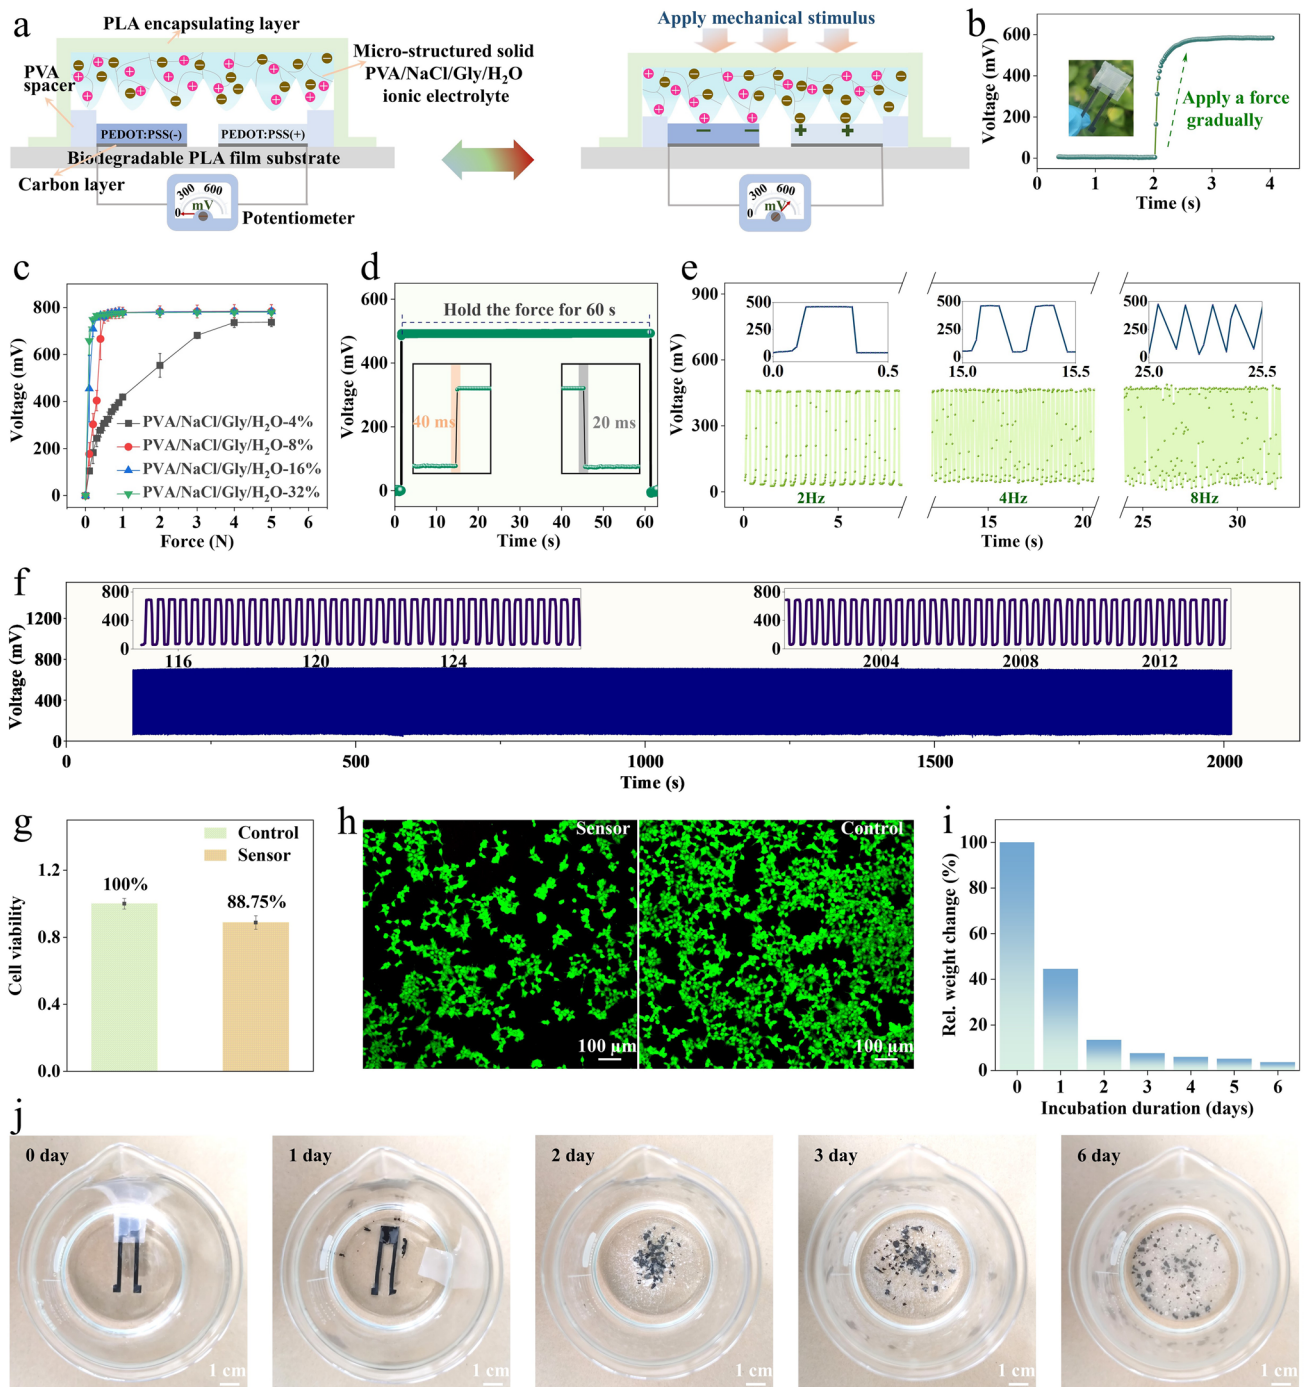 a
PLA encapsulating layer
PVA
spacer
Micro-structured solid
PVA/NaCl/Gly/H₂O
ionic electrolyte
PEDOT:PSS(-)
PEDOT:PSS(+)
Biodegradable PLA film substrate
Carbon layer
0
300
600
mV
Potentiometer
Apply mechanical stimulus
0
300
600
mV
b
Voltage (mV)
600
400
200
0
Apply a force
gradually
0
1
2
3
4
Time (s)
c
Voltage (mV)
800
600
400
200
0
PVA/NaCl/Gly/H₂O-4%
PVA/NaCl/Gly/H₂O-8%
PVA/NaCl/Gly/H₂O-16%
PVA/NaCl/Gly/H₂O-32%
0
1
2
3
4
5
6
Force (N)
d
Voltage (mV)
600
400
200
0
Hold the force for 60 s
40 ms
20 ms
0
10
20
30
40
50
60
Time (s)
e
Voltage (mV)
900
600
300
0
500
250
0
0.0
0.5
500
250
0
15.0
15.5
500
250
0
25.0
25.5
2Hz
4Hz
8Hz
0
5
15
20
25
30
Time (s)
Time (s)
f
Voltage (mV)
1200
800
400
0
800
400
0
116
120
124
800
400
0
2004
2008
2012
0
500
1000
1500
2000
Time (s)
g
Cell viability
1.2
0.8
0.4
0.0
Control
Sensor
100%
88.75%
h
Sensor
100 µm
Control
100 µm
i
Rel. weight change (%)
100
80
60
40
20
0
0
1
2
3
4
5
6
Incubation duration (days)
j
0 day
1 cm
1 day
1 cm
2 day
1 cm
3 day
1 cm
6 day
1 cm